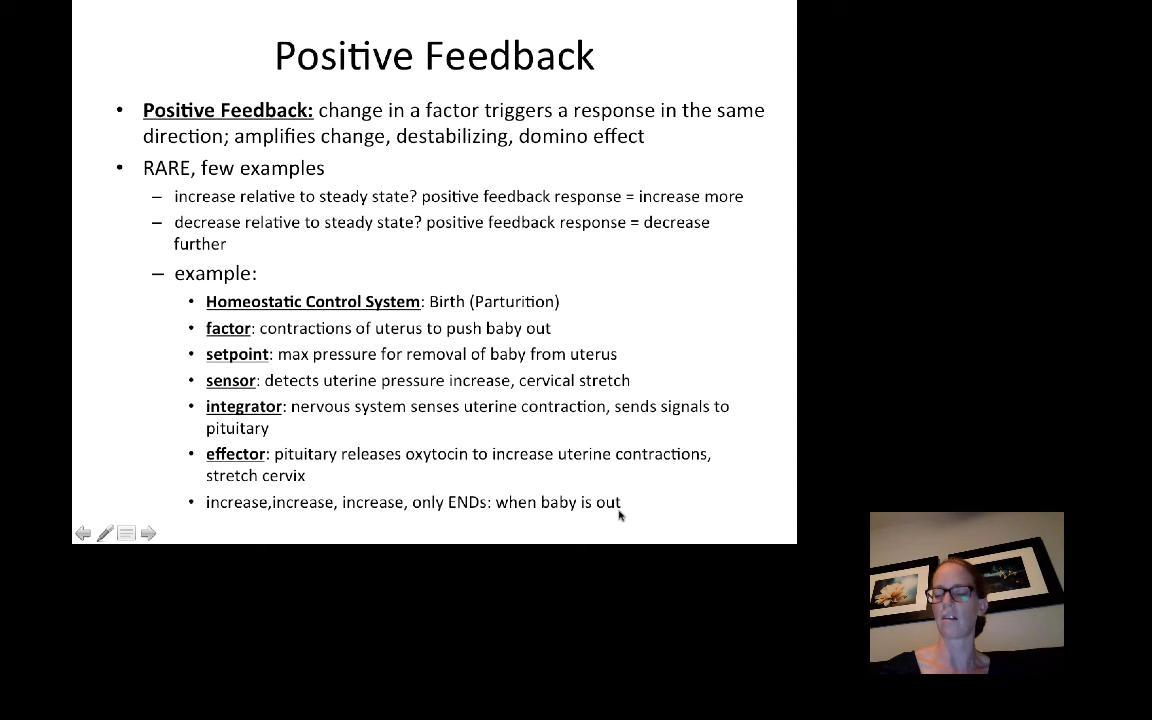 Positive Feedback
• Positive Feedback: change in a factor triggers a response in the same
direction; amplifies change, destabilizing, domino effect
• RARE, few examples
– increase relative to steady state? positive feedback response = increase more
– decrease relative to steady state? positive feedback response = decrease
further
– example:
• Homeostatic Control System: Birth (Parturition)
• factor: contractions of uterus to push baby out
• setpoint: max pressure for removal of baby from uterus
• sensor: detects uterine pressure increase, cervical stretch
• integrator: nervous system senses uterine contraction, sends signals to
pituitary
• effector: pituitary releases oxytocin to increase uterine contractions,
stretch cervix
• increase,increase, increase, only ENDs: when baby is out